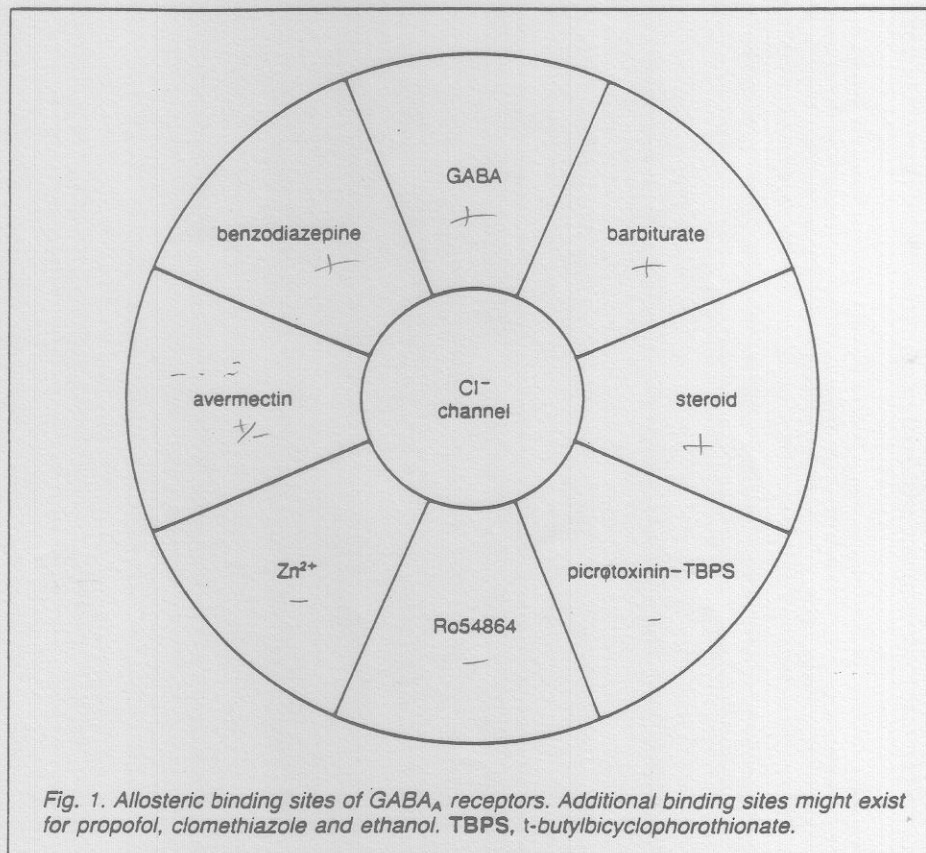 GABA
+
benzodiazepine
+
barbiturate
+
avermectin
+/-
Cl⁻
channel
steroid
+
Zn²⁺
-
picrotoxinin–TBPS
-
Ro54864
-
Fig. 1. Allosteric binding sites of GABAA receptors. Additional binding sites might exist
for propofol, clomethiazole and ethanol. TBPS, t-butylbicyclophorothionate.